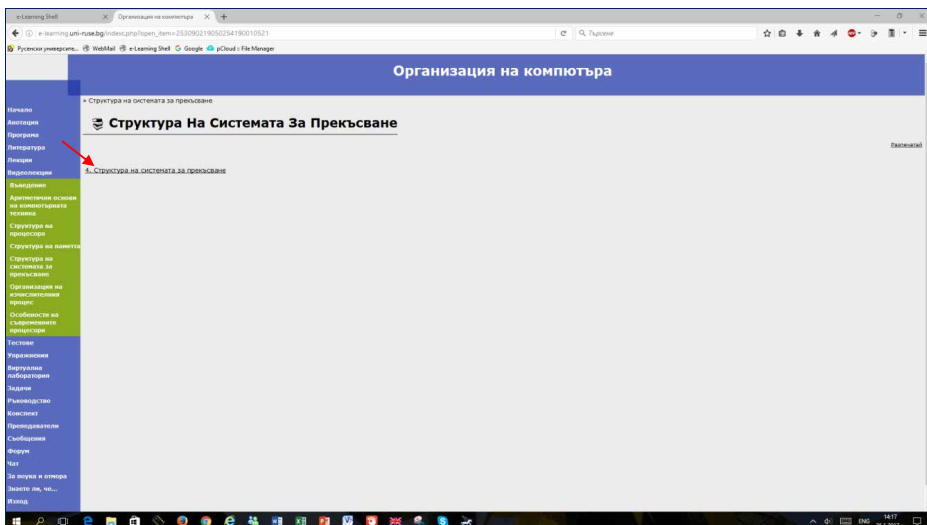 e-Learning Shell
Организация на компютъра
e-learning.uni-ruse.bg/index.php?open_item=25309021905025419001052
Търсене
Русенски университе...
WebMail
e-Learning Shell
Google
pCloud :: File Manager
Организация на компютъра
» Структура на системата за прекъсване
Структура На Системата За Прекъсване
Разпечатай
4. Структура на системата за прекъсване
Начало
Анотация
Програма
Литература
Лекции
Видеолекции
Въведение
Аритметични основи
на компютърната
техника
Структура на
процесора
Структура на паметта
Структура на
системата за
прекъсване
Организация на
изчислителния
процес
Особености на
съвременните
процесори
Тестове
Упражнения
Виртуална
лаборатория
Задачи
Ръководство
Конспект
Преподаватели
Съобщения
Форум
Чат
За поука и отмора
Знаете ли, че...
Изход
ENG
14:17